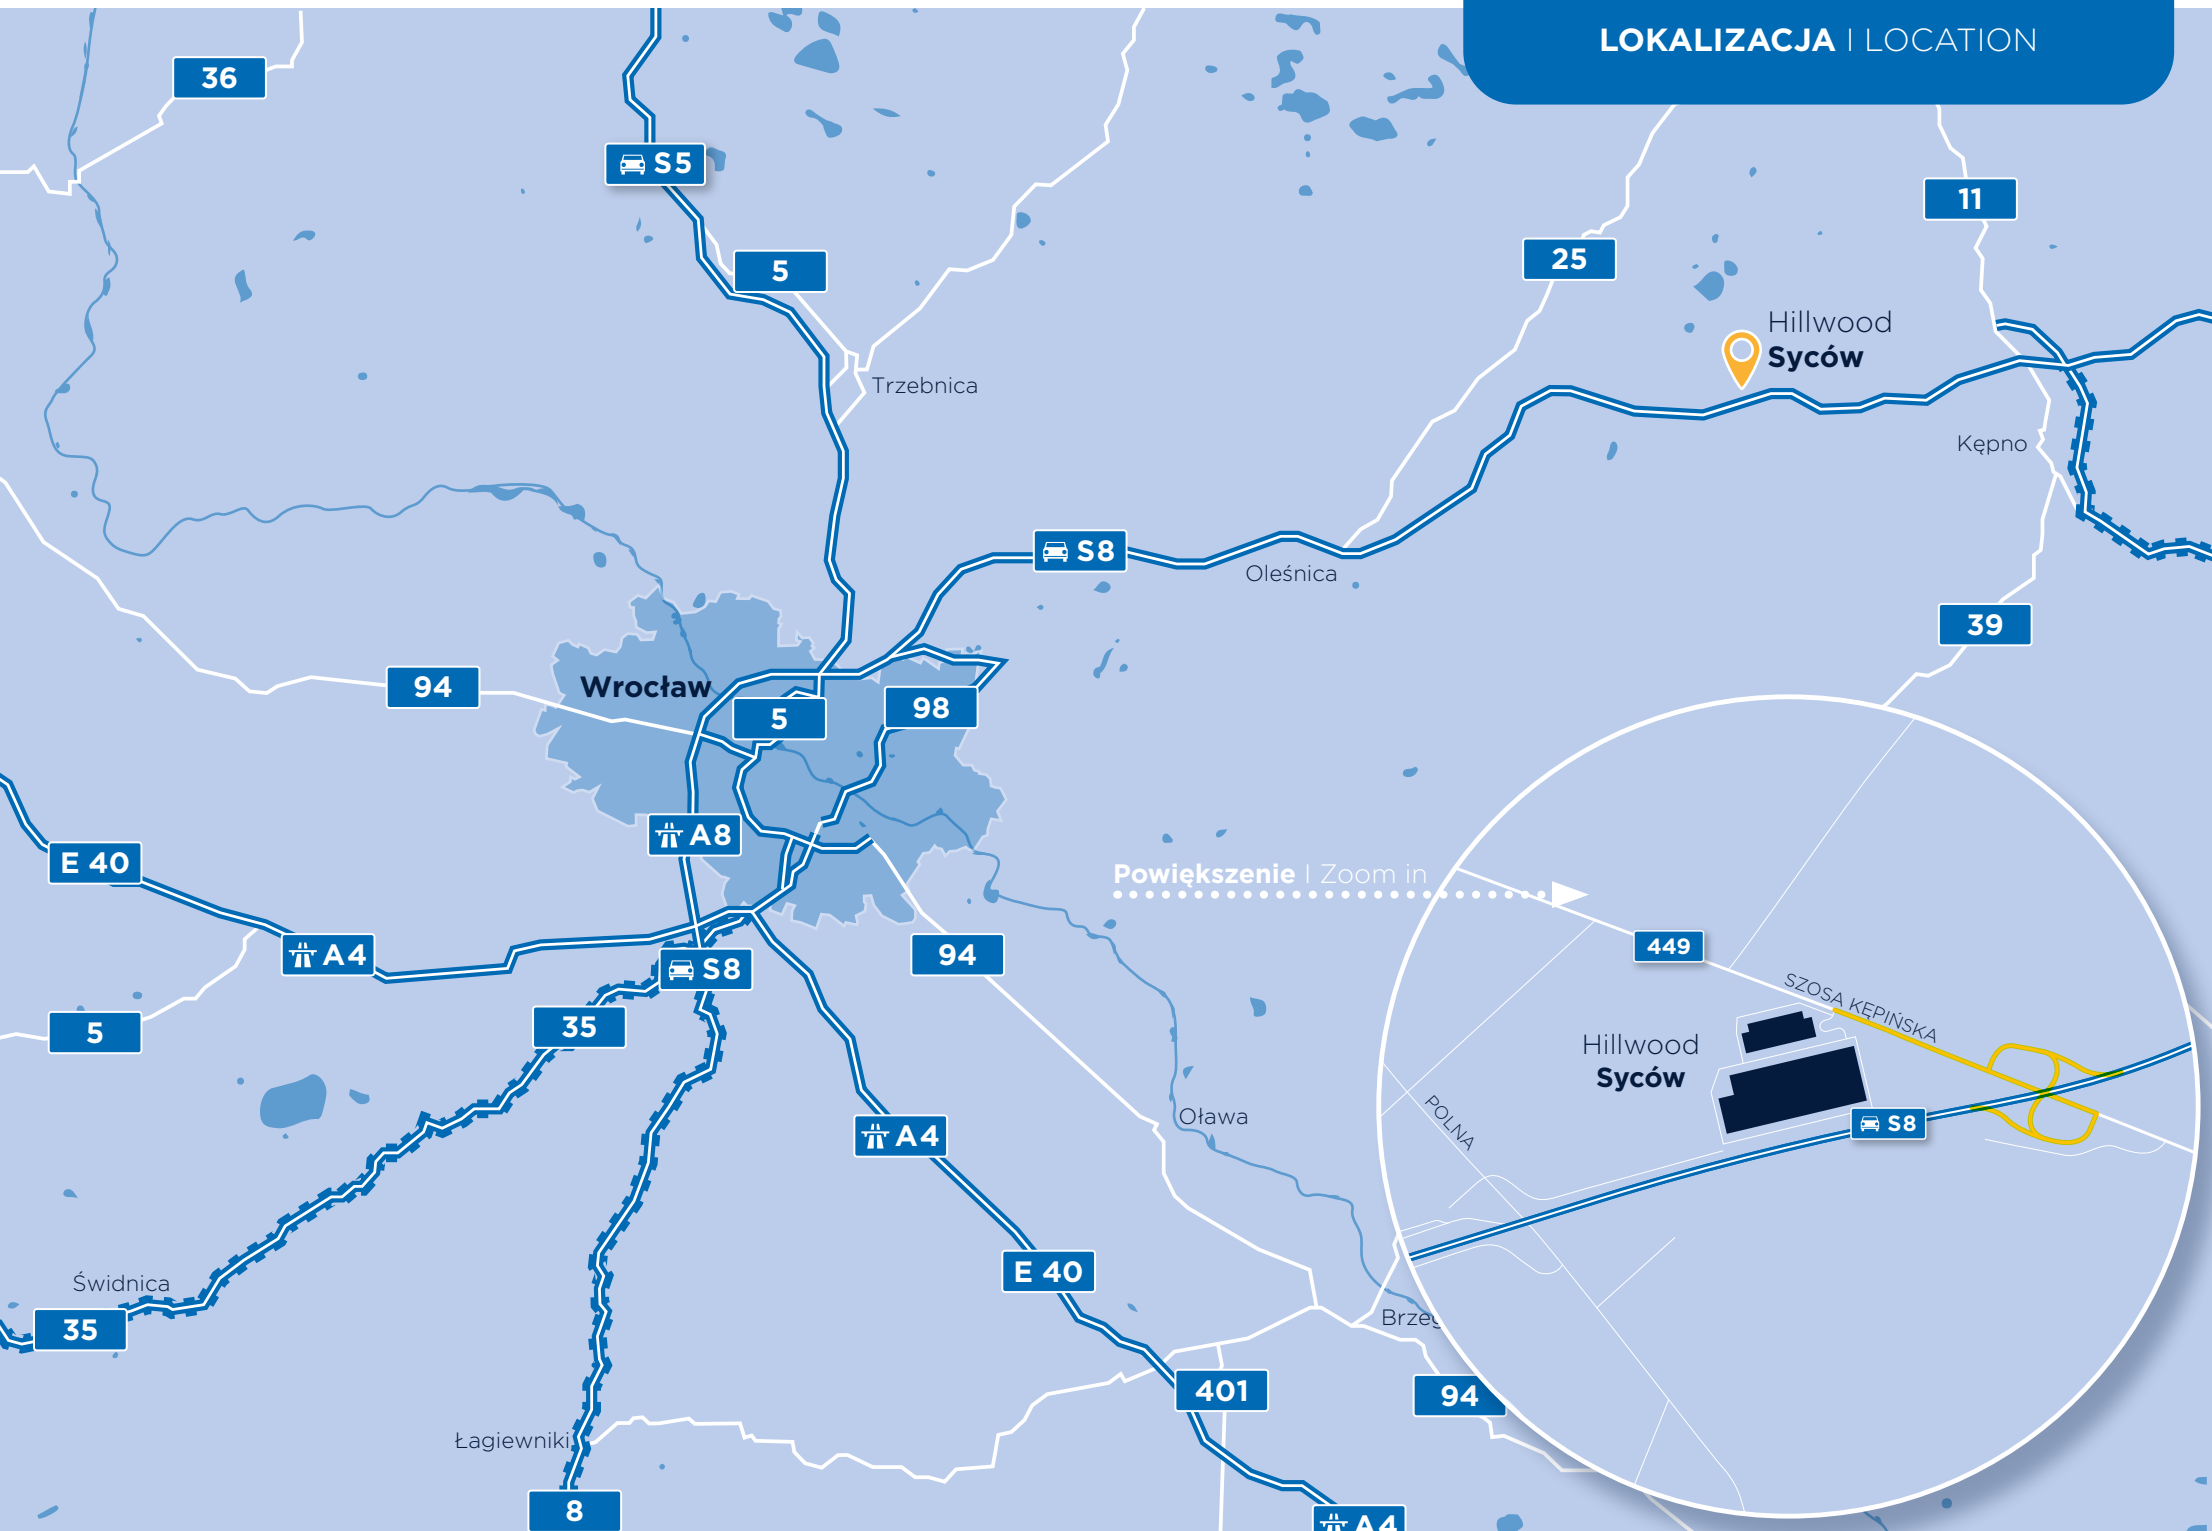 LOKALIZACJA I LOCATION
36
S5
11
5
25
Hillwood
Syców
Trzebnica
Kępno
S8
Oleśnica
39
94
Wrocław
5
98
A8
E 40
Powiększenie I Zoom in
449
A4
S8
94
SZOSA KĘPIŃSKA
5
35
Hillwood
Syców
POLNA
S8
A4
Oława
E 40
Świdnica
35
Brzeg
401
94
Łagiewniki
8
A4